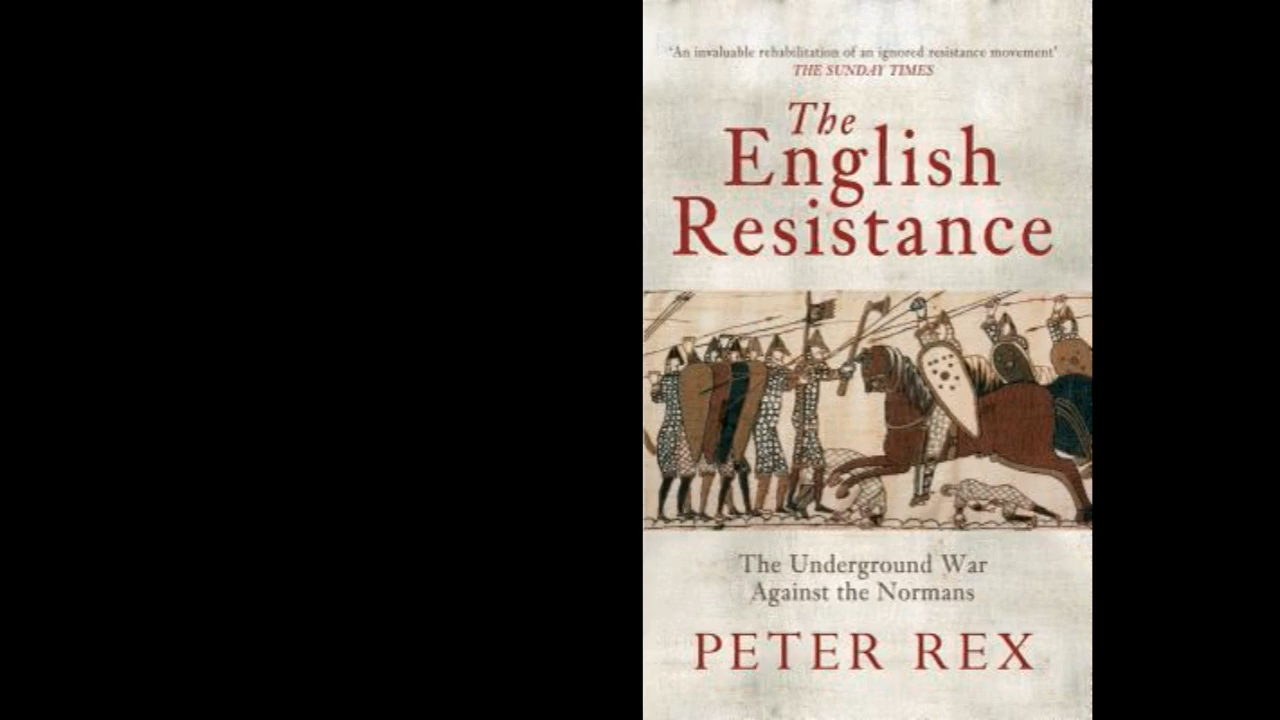 'An invaluable rehabilitation of an ignored resistance movement'
THE SUNDAY TIMES
The
English
Resistance
The Underground War
Against the Normans
PETER REX